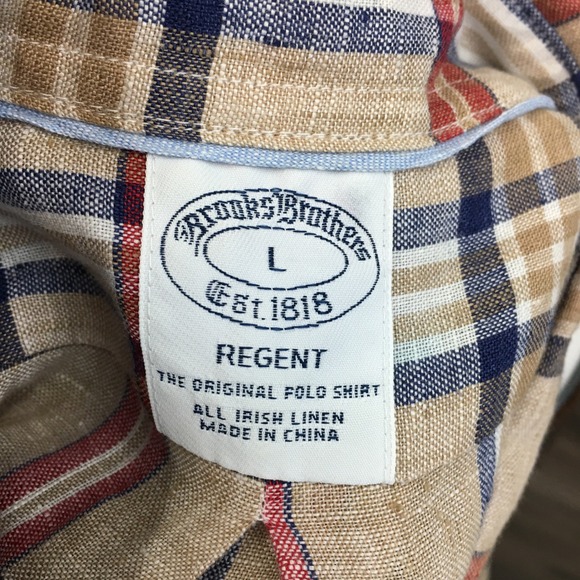 Brooks Brothers
L
Est. 1818
REGENT
THE ORIGINAL POLO SHIRT
ALL IRISH LINEN
MADE IN CHINA